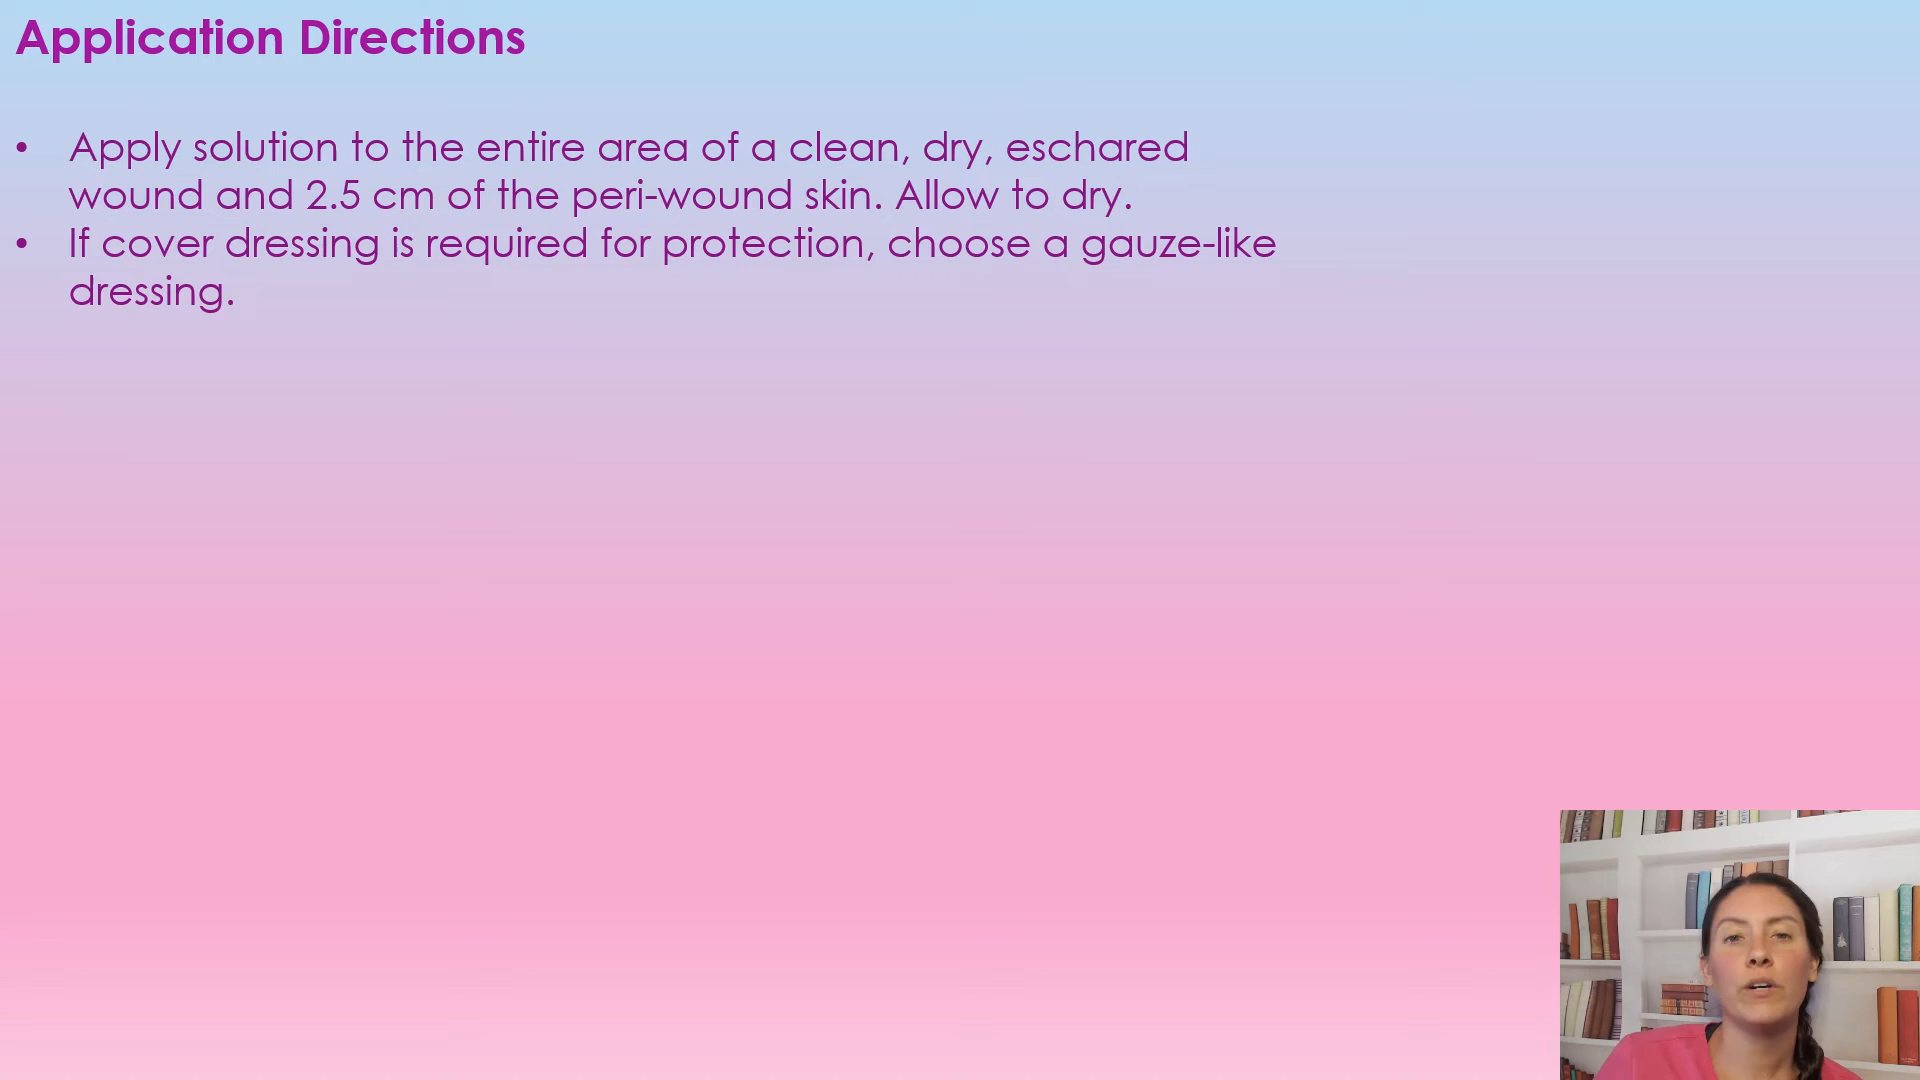 Application Directions
• Apply solution to the entire area of a clean, dry, eschared
wound and 2.5 cm of the peri-wound skin. Allow to dry.
• If cover dressing is required for protection, choose a gauze-like
dressing.